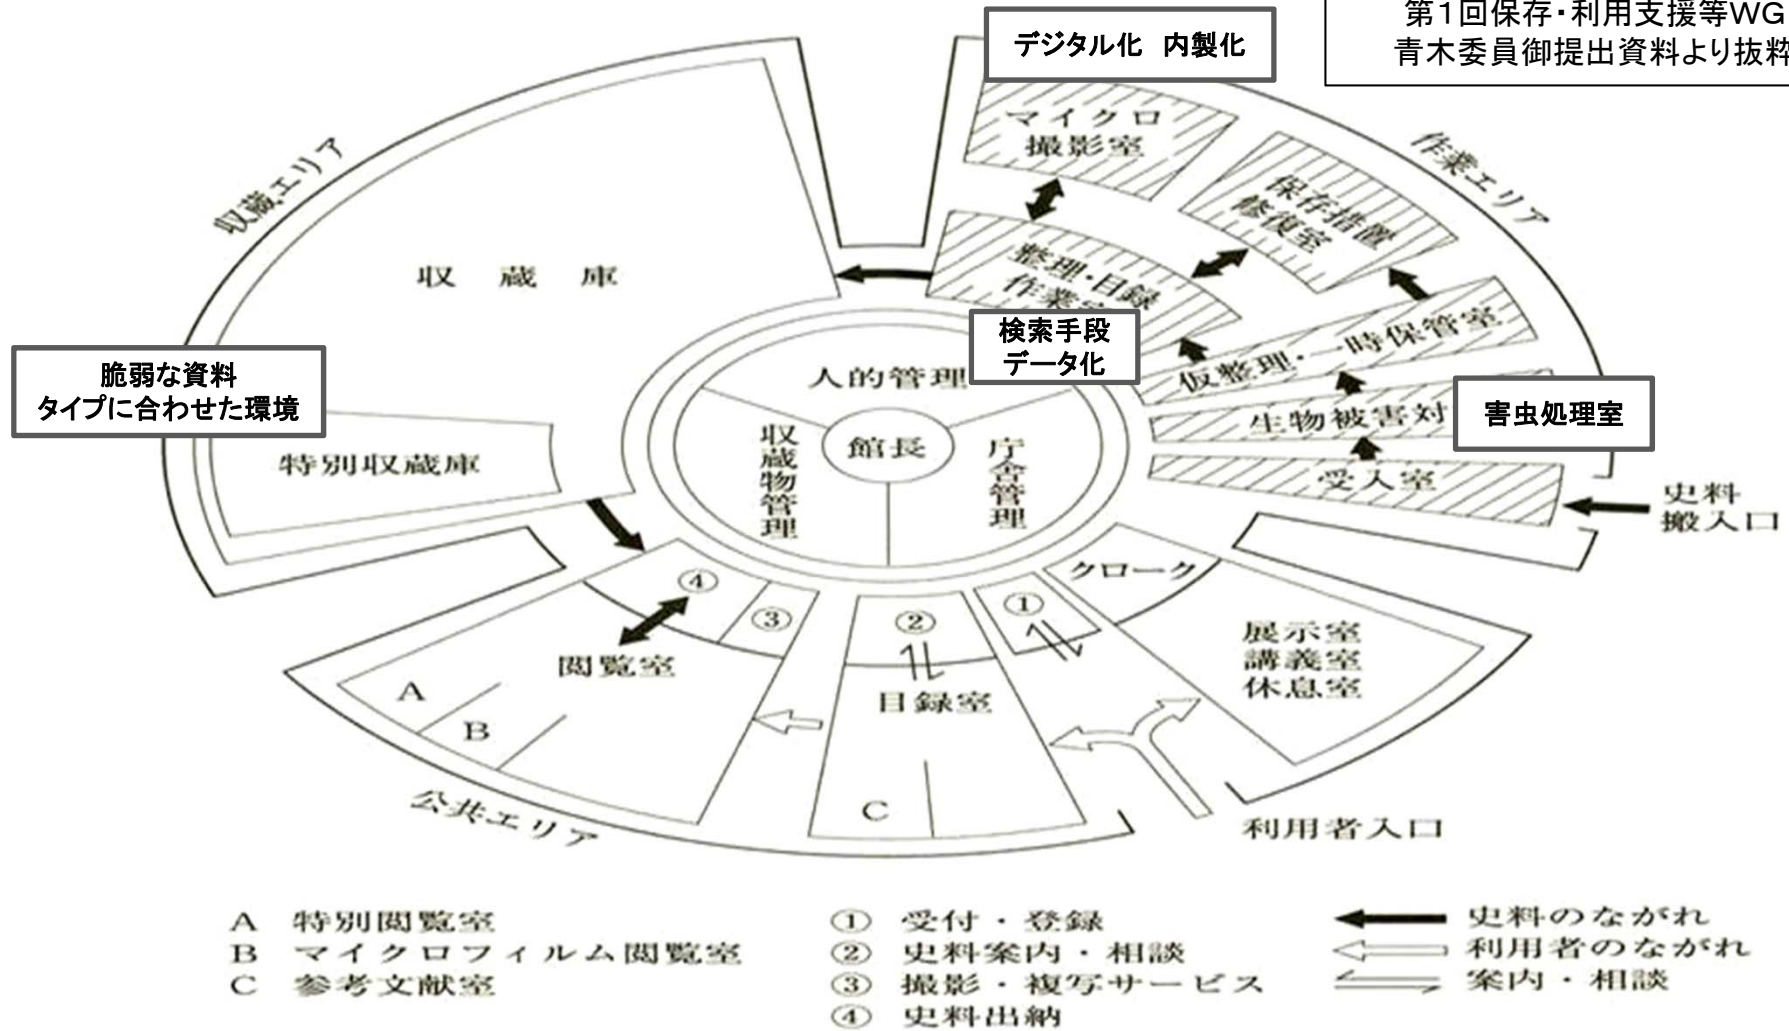 第1回保存・利用支援等WG
青木委員御提出資料より抜粋
デジタル化 内製化
マイクロ
撮影室
作業エリア
保存措置
修復室
収蔵エリア
収蔵庫
整理・目録
作業室
検索手段
データ化
仮整理・一時保管室
生物被害対
害虫処理室
受入室
史料
搬入口
脆弱な資料
タイプに合わせた環境
特別収蔵庫
人的管理
館長
収蔵物管理
庁舎管理
クローク
④
③
②
①
閲覧室
A
B
目録室
C
展示室
講義室
休息室
公共エリア
利用者入口
A 特別閲覧室
B マイクロフィルム閲覧室
C 参考文献室
① 受付・登録
② 史料案内・相談
③ 撮影・複写サービス
④ 史料出納
史料のながれ
利用者のながれ
案内・相談